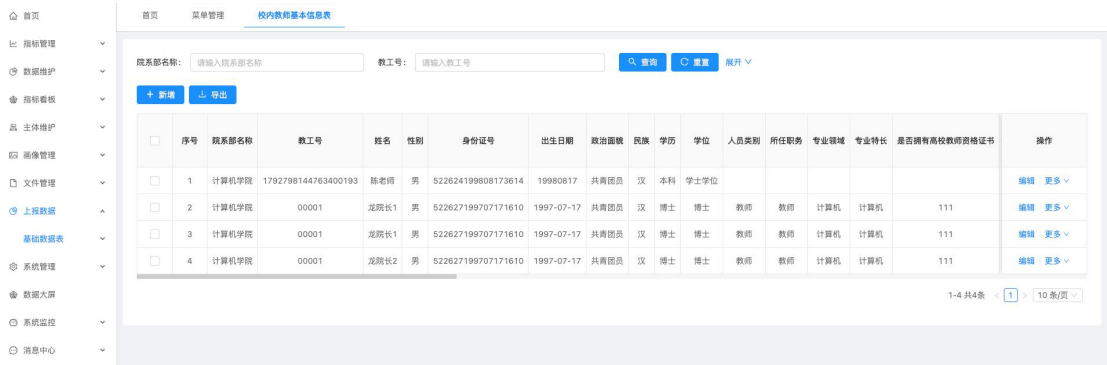 首页
指标管理
数据维护
指标看板
主体维护
画像管理
文件管理
上报数据
基础数据表
系统管理
数据大屏
系统监控
消息中心
首页 菜单管理 校内教师基本信息表
院系部名称： 请输入院系部名称 教工号： 请输入教工号 查询 重置 展开
+ 新增 导出
序号 院系部名称 教工号 姓名 性别 身份证号 出生日期 政治面貌 民族 学历 学位 人员类别 所任职务 专业领域 专业特长 是否拥有高校教师资格证书 操作
1 计算机学院 1792798144763400193 陈老师 男 522624199808173614 19980817 共青团员 汉 本科 学士学位 编辑 更多
2 计算机学院 00001 龙院长1 男 522627199707171610 1997-07-17 共青团员 汉 博士 博士 教师 教师 计算机 计算机 111 编辑 更多
3 计算机学院 00001 龙院长1 男 522627199707171610 1997-07-17 共青团员 汉 博士 博士 教师 教师 计算机 计算机 111 编辑 更多
4 计算机学院 00001 龙院长2 男 522627199707171610 1997-07-17 共青团员 汉 博士 博士 教师 教师 计算机 计算机 111 编辑 更多
1-4 共4条 < 1 > 10 条/页